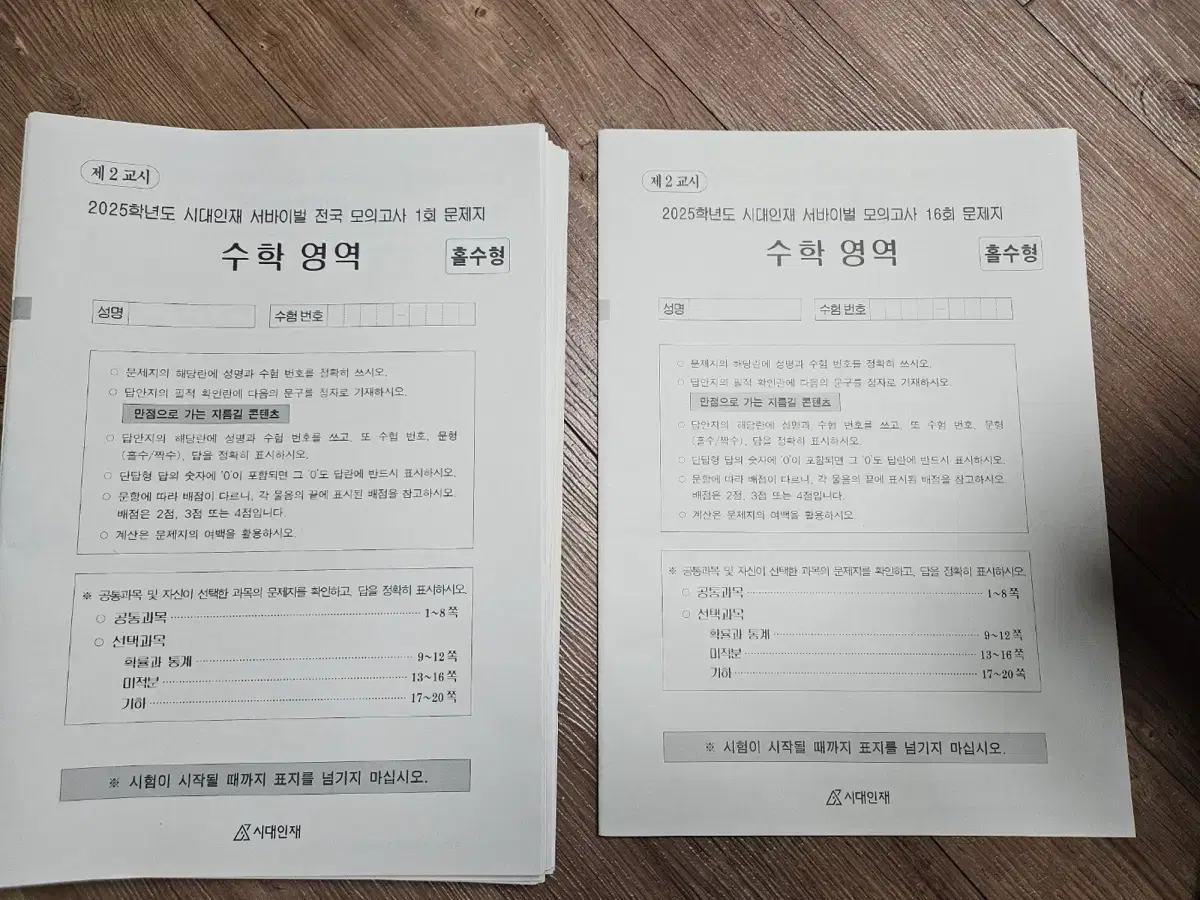 제 2 교시
2025학년도 시대인재 서바이벌 전국 모의고사 1회 문제지
수학 영역
홀수형
성명
수험 번호
–
○ 문제지의 해당란에 성명과 수험 번호를 정확히 쓰시오.
○ 답안지의 필적 확인란에 다음의 문구를 정자로 기재하시오.
만점으로 가는 지름길 콘텐츠
○ 답안지의 해당란에 성명과 수험 번호를 쓰고, 또 수험 번호, 문형
(홀수/짝수), 답을 정확히 표시하시오.
○ 단답형 답의 숫자에 '0'이 포함되면 그 '0'도 답란에 반드시 표시하시오.
○ 문항에 따라 배점이 다르니, 각 물음의 끝에 표시된 배점을 참고하시오.
배점은 2점, 3점 또는 4점입니다.
○ 계산은 문제지의 여백을 활용하시오.
※ 공통과목 및 자신이 선택한 과목의 문제지를 확인하고, 답을 정확히 표시하시오.
○ 공통과목 1~8쪽
○ 선택과목
확률과 통계 9~12쪽
미적분 13~16쪽
기하 17~20쪽
※ 시험이 시작될 때까지 표지를 넘기지 마십시오.
시대인재
제 2 교시
2025학년도 시대인재 서바이벌 모의고사 16회 문제지
수학 영역
홀수형
성명
수험 번호
–
○ 문제지의 해당란에 성명과 수험 번호를 정확히 쓰시오.
○ 답안지의 필적 확인란에 다음의 문구를 정자로 기재하시오.
만점으로 가는 지름길 콘텐츠
○ 답안지의 해당란에 성명과 수험 번호를 쓰고, 또 수험 번호, 문형
(홀수/짝수), 답을 정확히 표시하시오.
○ 단답형 답의 숫자에 '0'이 포함되면 그 '0'도 답란에 반드시 표시하시오.
○ 문항에 따라 배점이 다르니, 각 물음의 끝에 표시된 배점을 참고하시오.
배점은 2점, 3점 또는 4점입니다.
○ 계산은 문제지의 여백을 활용하시오.
※ 공통과목 및 자신이 선택한 과목의 문제지를 확인하고, 답을 정확히 표시하시오.
○ 공통과목 1~8쪽
○ 선택과목
확률과 통계 9~12쪽
미적분 13~16쪽
기하 17~20쪽
※ 시험이 시작될 때까지 표지를 넘기지 마십시오.
시대인재